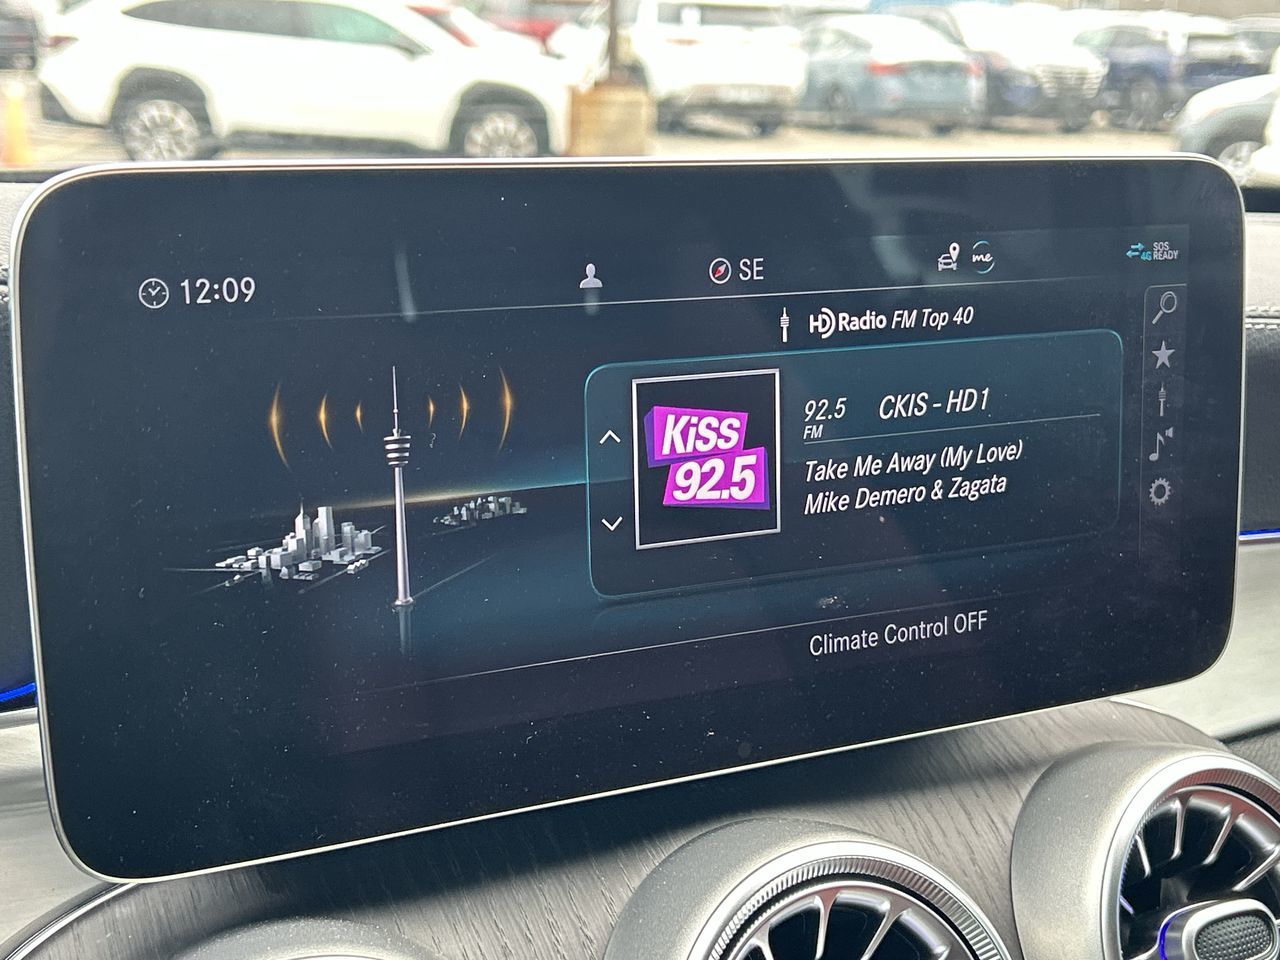 12:09
SE
me
4G
SOS
READY
HD Radio FM Top 40
KiSS
92.5
92.5
FM
CKIS - HD1
Take Me Away (My Love)
Mike Demero & Zagata
Climate Control OFF